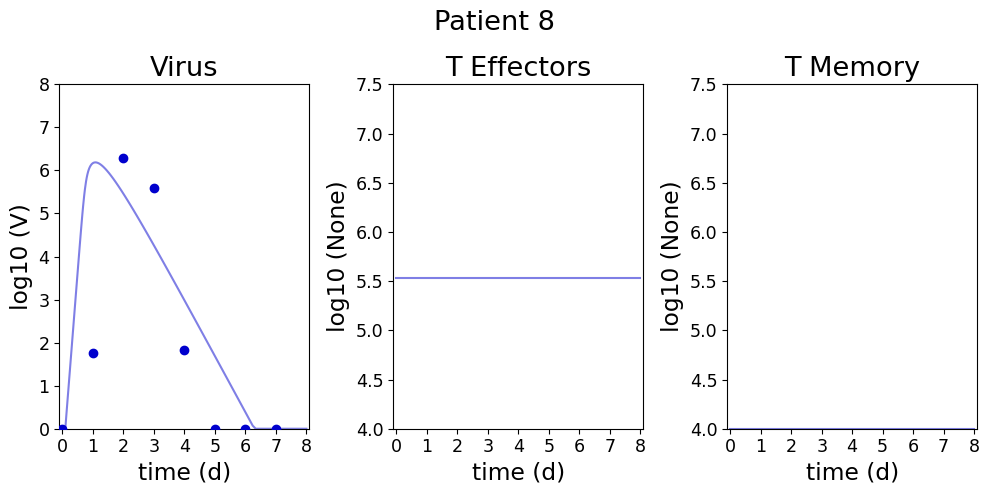 Patient 8
Virus
T Effectors
T Memory
log10 (V)
8
7
6
5
4
3
2
1
0
0 1 2 3 4 5 6 7 8
time (d)
log10 (None)
7.5
7.0
6.5
6.0
5.5
5.0
4.5
4.0
0 1 2 3 4 5 6 7 8
time (d)
log10 (None)
7.5
7.0
6.5
6.0
5.5
5.0
4.5
4.0
0 1 2 3 4 5 6 7 8
time (d)